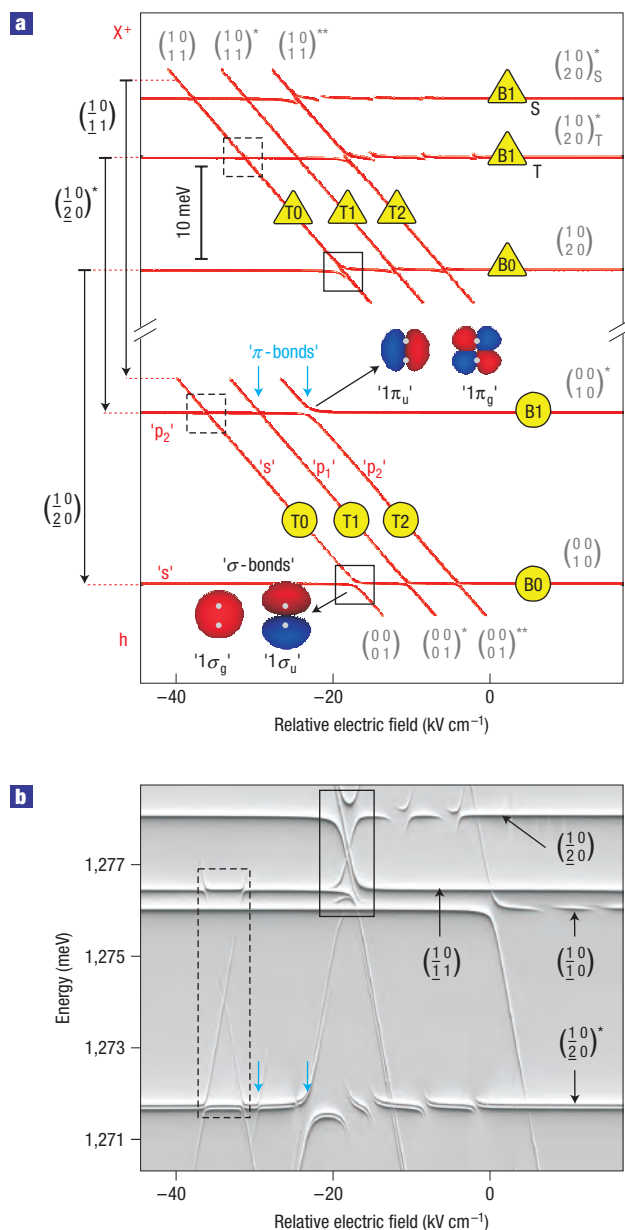 a
X⁺
(1 0 / 1 1)
(1 0 / 1 1)*
(1 0 / 1 1)**
(1 0 / 2 0)*S
B1
S
(1 0 / 1 1)
(1 0 / 2 0)*T
B1
T
(1 0 / 2 0)*
10 meV
T0 T1 T2
(1 0 / 2 0)
B0
'π-bonds'
'1πu' '1πg'
(0 0 / 1 0)*
B1
'p2'
's' 'p1' 'p2'
(1 0 / 2 0)
T0 T1 T2
(0 0 / 1 0)
's'
'σ-bonds'
B0
h
'1σg' '1σu'
(0 0 / 0 1) (0 0 / 0 1)* (0 0 / 0 1)**
−40 −20 0
Relative electric field (kV cm⁻¹)
b
(1 0 / 2 0)
1,277
(1 0 / 1 1)
(1 0 / 1 0)
1,275
Energy (meV)
1,273
(1 0 / 2 0)*
1,271
−40 −20 0
Relative electric field (kV cm⁻¹)